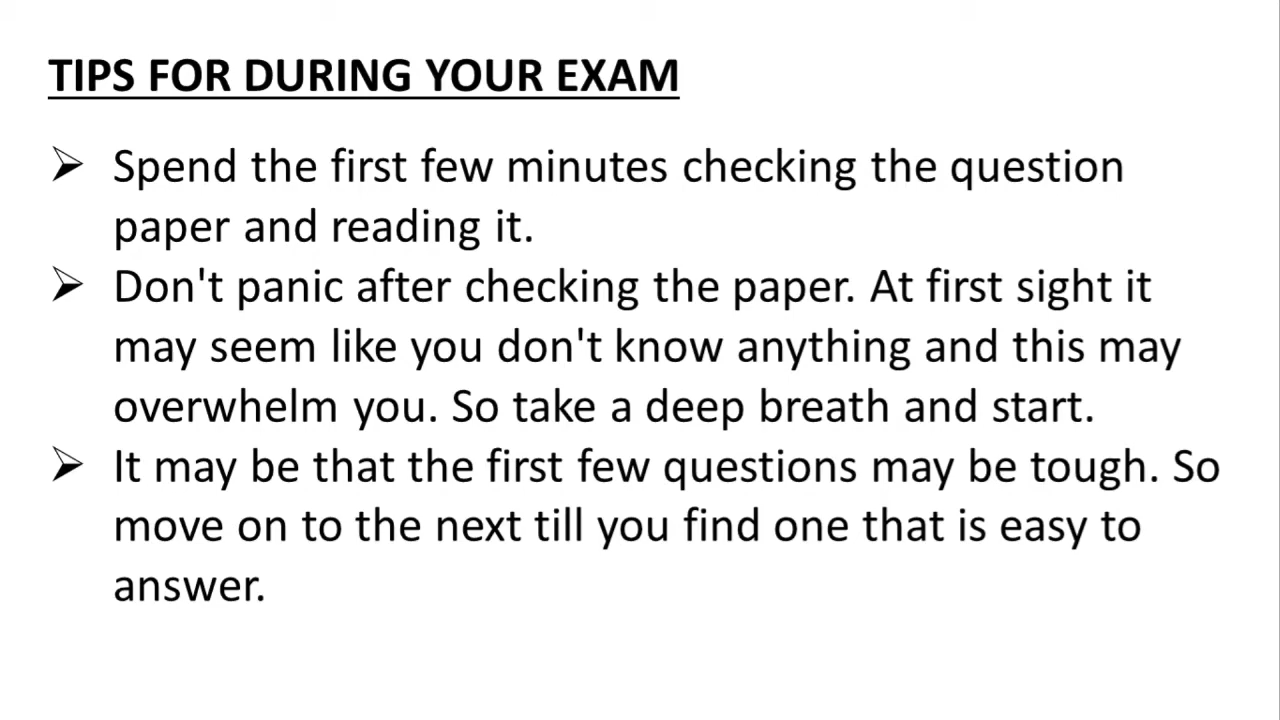 TIPS FOR DURING YOUR EXAM
➢ Spend the first few minutes checking the question
paper and reading it.
➢ Don't panic after checking the paper. At first sight it
may seem like you don't know anything and this may
overwhelm you. So take a deep breath and start.
➢ It may be that the first few questions may be tough. So
move on to the next till you find one that is easy to
answer.